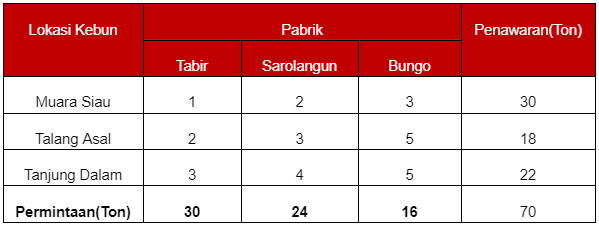 Lokasi Kebun Pabrik Penawaran(Ton)
Tabir Sarolangun Bungo
Muara Siau 1 2 3 30
Talang Asal 2 3 5 18
Tanjung Dalam 3 4 5 22
Permintaan(Ton) 30 24 16 70